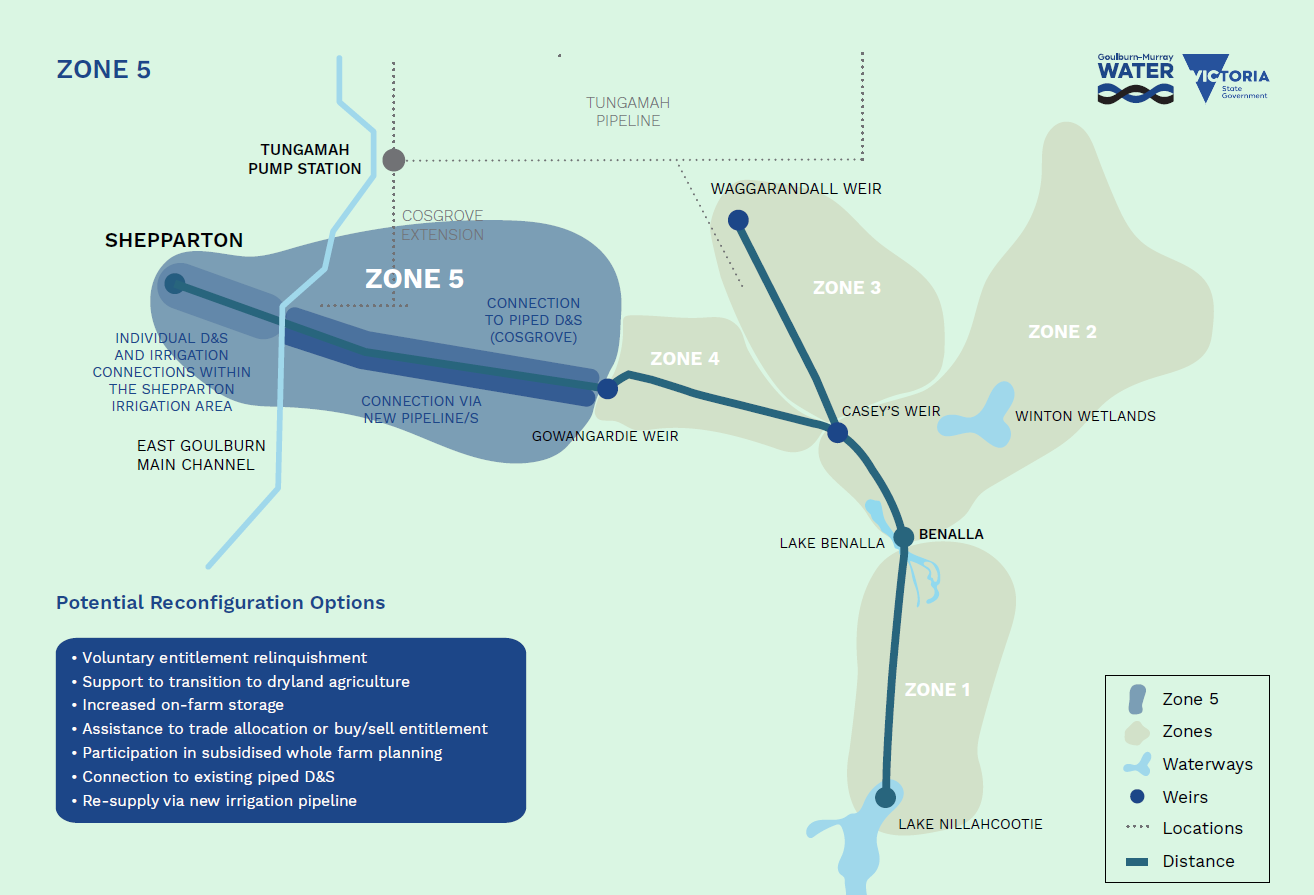 ZONE 5
Goulburn-Murray
WATER
VICTORIA
State
Government
TUNGAMAH
PIPELINE
TUNGAMAH
PUMP STATION
WAGGARANDALL WEIR
COSGROVE
EXTENSION
SHEPPARTON
ZONE 5
ZONE 3
CONNECTION
TO PIPED D&S
(COSGROVE)
ZONE 2
INDIVIDUAL D&S
AND IRRIGATION
CONNECTIONS WITHIN
THE SHEPPARTON
IRRIGATION AREA
ZONE 4
CONNECTION VIA
NEW PIPELINE/S
CASEY'S WEIR
WINTON WETLANDS
GOWANGARDIE WEIR
EAST GOULBURN
MAIN CHANNEL
LAKE BENALLA
BENALLA
ZONE 1
LAKE NILLAHCOOTIE
Potential Reconfiguration Options
• Voluntary entitlement relinquishment
• Support to transition to dryland agriculture
• Increased on-farm storage
• Assistance to trade allocation or buy/sell entitlement
• Participation in subsidised whole farm planning
• Connection to existing piped D&S
• Re-supply via new irrigation pipeline
Zone 5
Zones
Waterways
Weirs
Locations
Distance